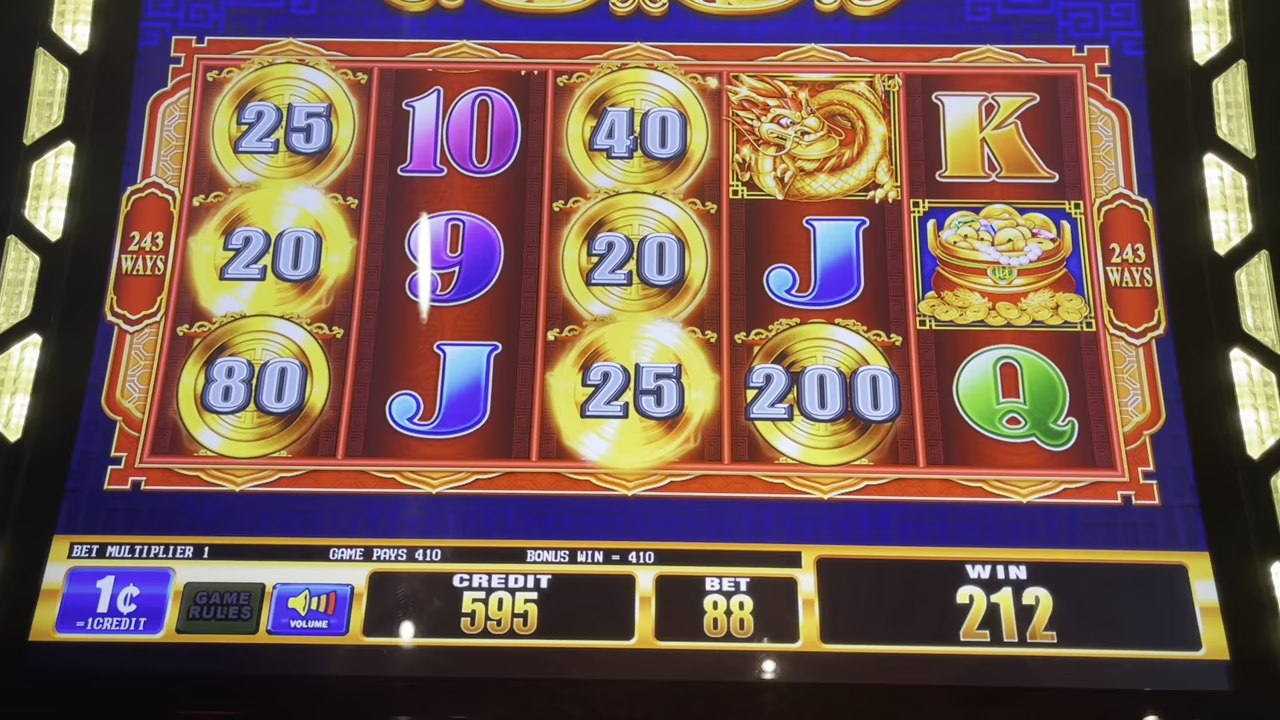 25 10 40 K
243 WAYS
20 9 20 J
243 WAYS
80 J 25 200 Q
BET MULTIPLIER 1 GAME PAYS 410 BONUS WIN = 410
1¢ =1CREDIT
GAME RULES
VOLUME
CREDIT 595
BET 88
WIN 212